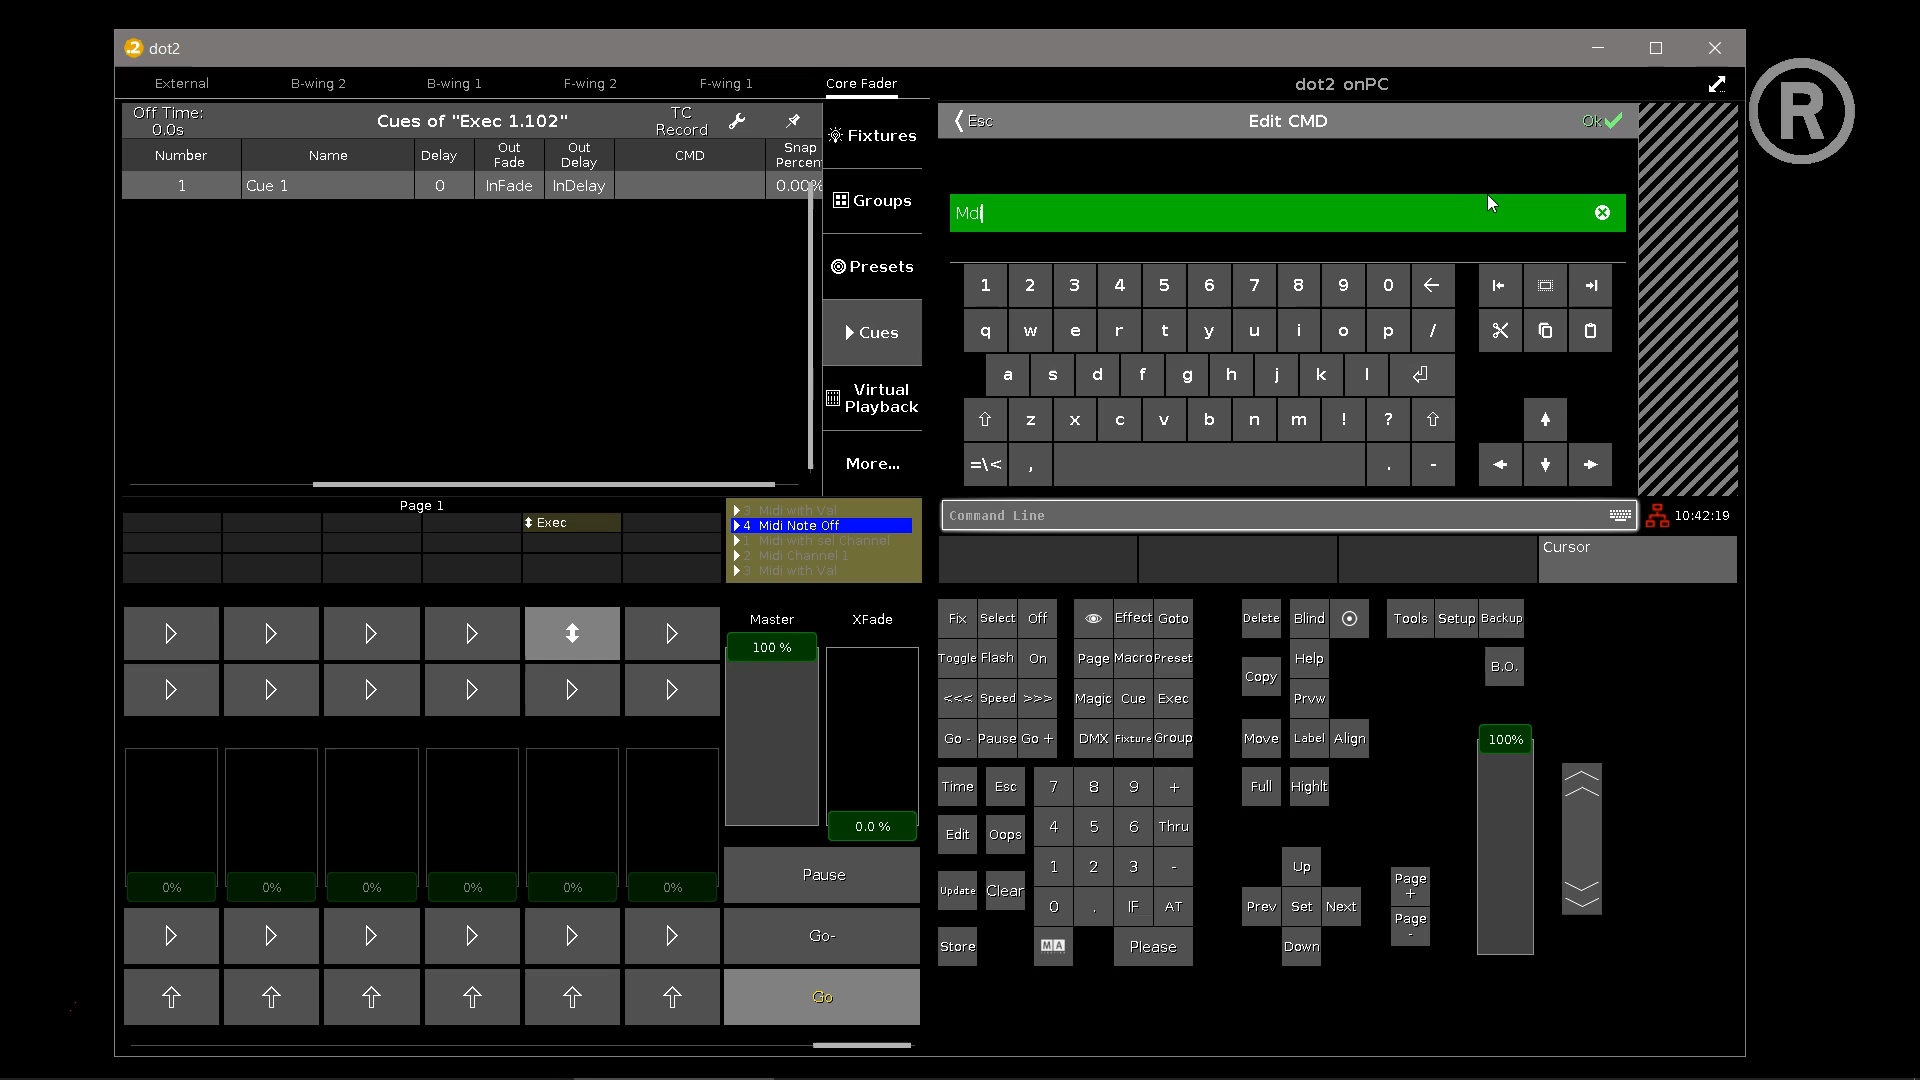 dot2
External B-wing 2 B-wing 1 F-wing 2 F-wing 1 Core Fader
dot2 onPC
Off Time:
0.0s
Cues of "Exec 1.102"
TC
Record
Number Name Delay Out Fade Out Delay CMD Snap Percen
1 Cue 1 0 InFade InDelay 0.00%
Fixtures
Groups
Presets
Cues
Virtual
Playback
More...
Esc Edit CMD Ok
Mdi
1 2 3 4 5 6 7 8 9 0
q w e r t y u i o p /
a s d f g h j k l
z x c v b n m ! ?
=\< , . -
Page 1
Exec
3 Midi with Val
4 Midi Note Off
1 Midi with sel Channel
2 Midi Channel 1
3 Midi with Val
Command Line
10:42:19
Cursor
Master XFade
100 %
0.0 %
0% 0% 0% 0% 0% 0%
Pause
Go-
Go
Fix Select Off Effect Goto Delete Blind Tools Setup Backup
Toggle Flash On Page Macro Preset Help B.O.
Copy
<<< Speed >>> Magic Cue Exec Prvw
Go - Pause Go + DMX Fixture Group Move Label Align 100%
Time Esc 7 8 9 + Full Highlt
Edit Oops 4 5 6 Thru
1 2 3 - Up
Update Clear
0 . IF AT Prev Set Next
Page
+
Page
-
Store MA Please Down
R